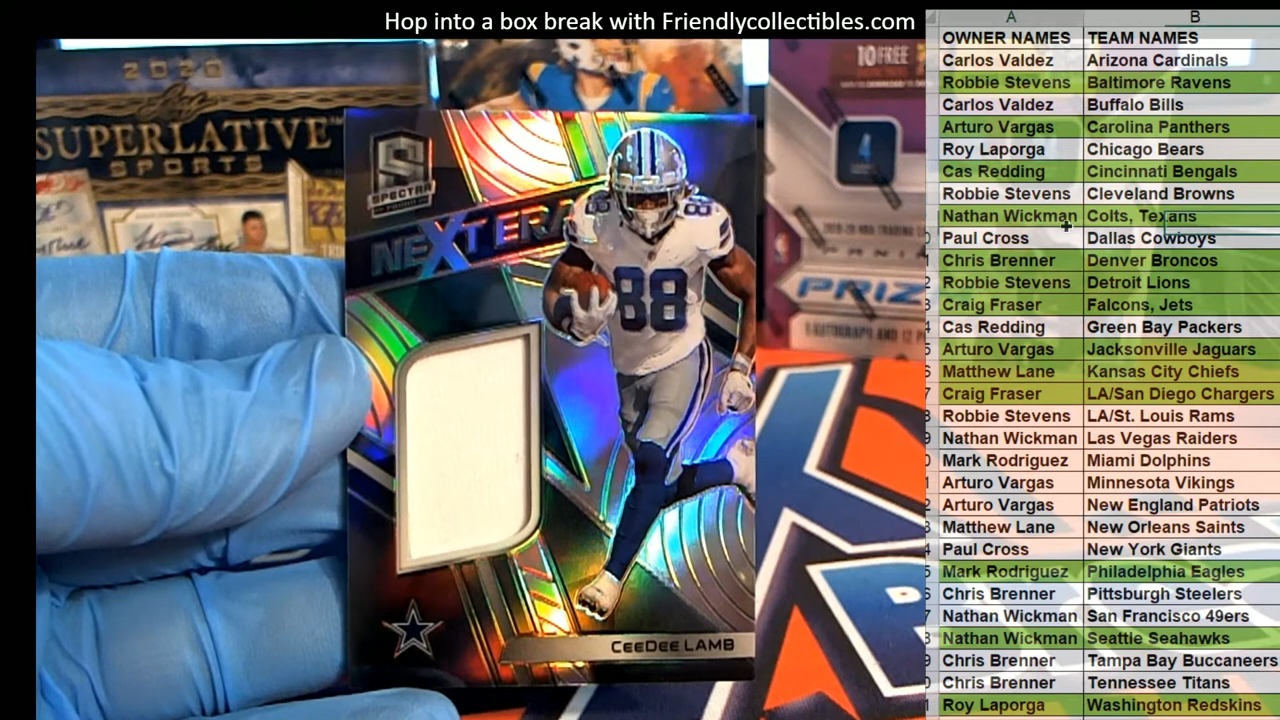 Hop into a box break with Friendlycollectibles.com
2020
Leaf
SUPERLATIVE
SPORTS
10 FREE
SPECTRA
NEXT ERA
88
88
PRIZ
CEEDEE LAMB
A B
OWNER NAMES TEAM NAMES
Carlos Valdez Arizona Cardinals
Robbie Stevens Baltimore Ravens
Carlos Valdez Buffalo Bills
Arturo Vargas Carolina Panthers
Roy Laporga Chicago Bears
Cas Redding Cincinnati Bengals
Robbie Stevens Cleveland Browns
Nathan Wickman Colts, Texans
Paul Cross Dallas Cowboys
Chris Brenner Denver Broncos
Robbie Stevens Detroit Lions
Craig Fraser Falcons, Jets
Cas Redding Green Bay Packers
Arturo Vargas Jacksonville Jaguars
Matthew Lane Kansas City Chiefs
Craig Fraser LA/San Diego Chargers
Robbie Stevens LA/St. Louis Rams
Nathan Wickman Las Vegas Raiders
Mark Rodriguez Miami Dolphins
Arturo Vargas Minnesota Vikings
Arturo Vargas New England Patriots
Matthew Lane New Orleans Saints
Paul Cross New York Giants
Mark Rodriguez Philadelphia Eagles
Chris Brenner Pittsburgh Steelers
Nathan Wickman San Francisco 49ers
Nathan Wickman Seattle Seahawks
Chris Brenner Tampa Bay Buccaneers
Chris Brenner Tennessee Titans
Roy Laporga Washington Redskins